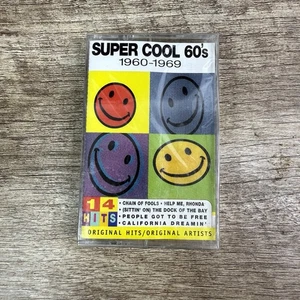 SUPER COOL 60's
1960-1969
14
HITS
• CHAIN OF FOOLS • HELP ME, RHONDA
• (SITTIN' ON) THE DOCK OF THE BAY
• PEOPLE GOT TO BE FREE
• CALIFORNIA DREAMIN'
ORIGINAL HITS/ORIGINAL ARTISTS